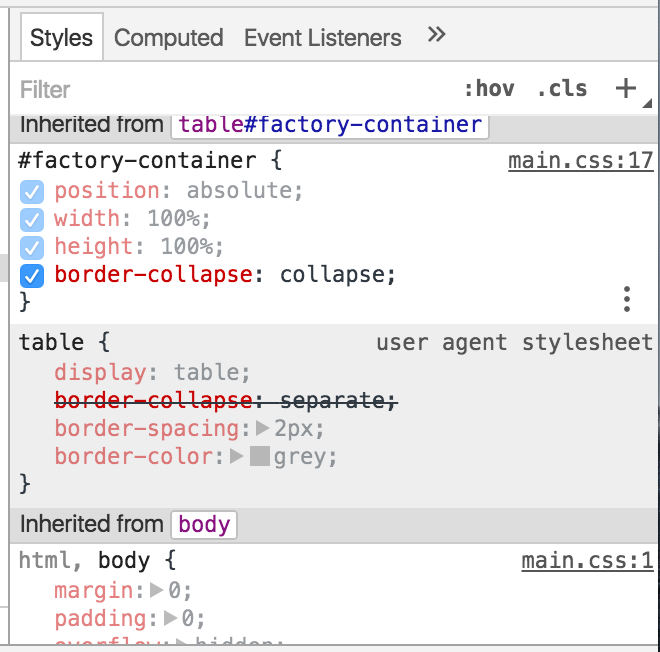 Styles Computed Event Listeners »
Filter :hov .cls +
Inherited from table#factory-container
#factory-container { main.css:17
position: absolute;
width: 100%;
height: 100%;
border-collapse: collapse;
}
table { user agent stylesheet
display: table;
border-collapse: separate;
border-spacing: 2px;
border-color: grey;
}
Inherited from body
html, body { main.css:1
margin: 0;
padding: 0;
overflow: hidden;